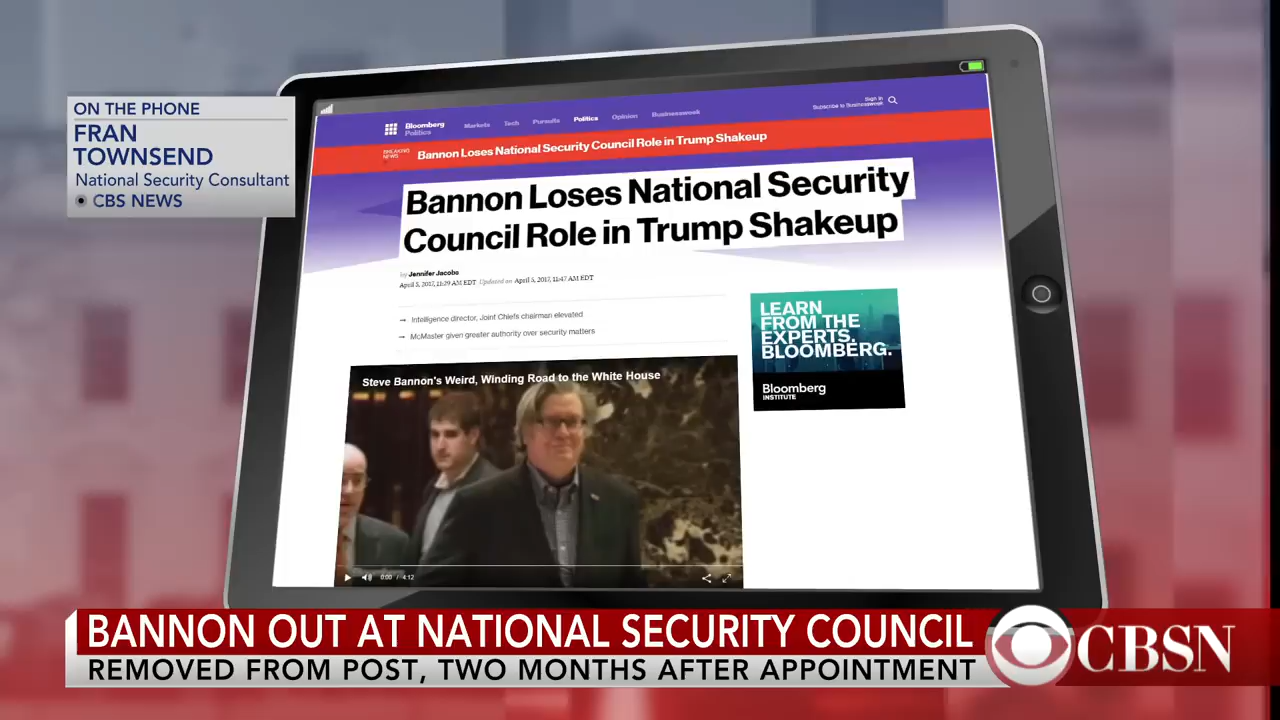 ON THE PHONE
FRAN
TOWNSEND
National Security Consultant
CBS NEWS
Bloomberg
Politics
Markets Tech Pursuits Politics Opinion Businessweek
Sign In
Subscribe to Businessweek
BREAKING
NEWS
Bannon Loses National Security Council Role in Trump Shakeup
Bannon Loses National Security
Council Role in Trump Shakeup
by Jennifer Jacobs
April 5, 2017, 11:29 AM EDT Updated on April 5, 2017, 11:47 AM EDT
→ Intelligence director, Joint Chiefs chairman elevated
→ McMaster given greater authority over security matters
LEARN
FROM THE
EXPERTS.
BLOOMBERG.
Bloomberg
INSTITUTE
Steve Bannon's Weird, Winding Road to the White House
0:00 / 4:12
BANNON OUT AT NATIONAL SECURITY COUNCIL
REMOVED FROM POST, TWO MONTHS AFTER APPOINTMENT
CBSN